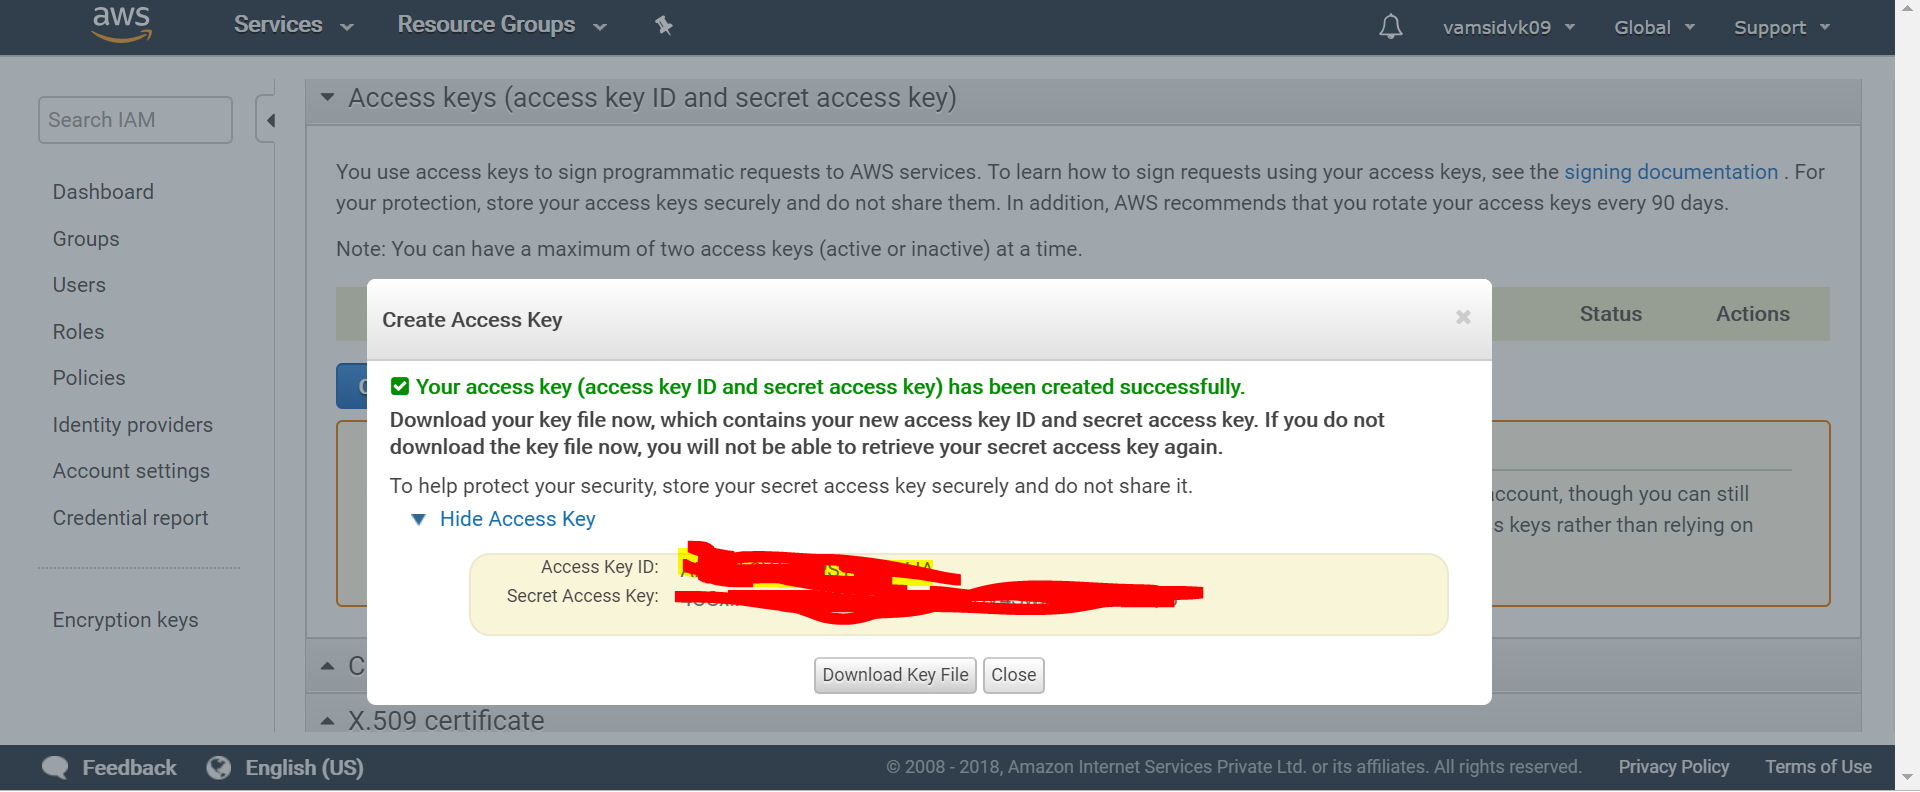 aws
Services
Resource Groups
vamsidvk09
Global
Support
Search IAM
Dashboard
Groups
Users
Roles
Policies
Identity providers
Account settings
Credential report
Encryption keys
Access keys (access key ID and secret access key)
You use access keys to sign programmatic requests to AWS services. To learn how to sign requests using your access keys, see the signing documentation . For
your protection, store your access keys securely and do not share them. In addition, AWS recommends that you rotate your access keys every 90 days.
Note: You can have a maximum of two access keys (active or inactive) at a time.
Status
Actions
Create Access Key
Your access key (access key ID and secret access key) has been created successfully.
Download your key file now, which contains your new access key ID and secret access key. If you do not
download the key file now, you will not be able to retrieve your secret access key again.
To help protect your security, store your secret access key securely and do not share it.
Hide Access Key
Access Key ID:
Secret Access Key:
Download Key File
Close
account, though you can still
keys rather than relying on
X.509 certificate
Feedback
English (US)
© 2008 - 2018, Amazon Internet Services Private Ltd. or its affiliates. All rights reserved.
Privacy Policy
Terms of Use